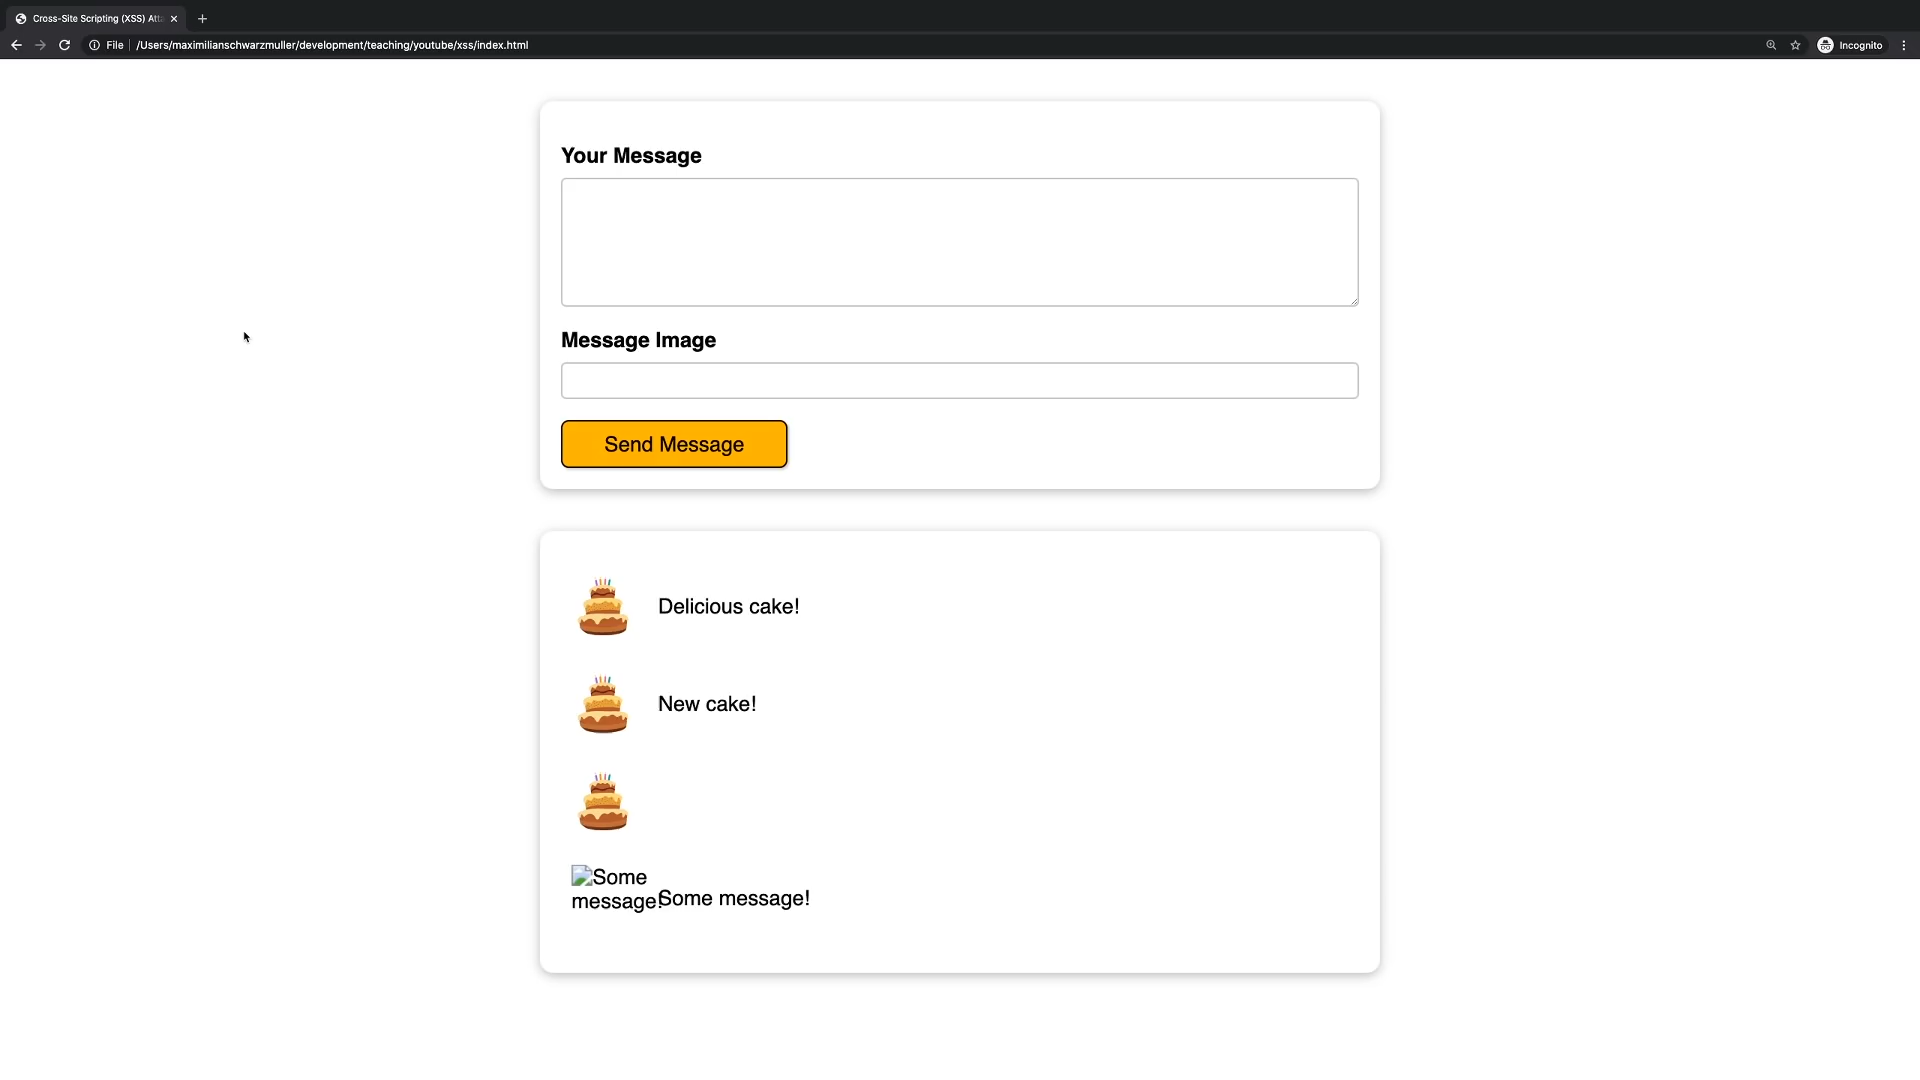 Cross-Site Scripting (XSS) Atta
File /Users/maximilianschwarzmuller/development/teaching/youtube/xss/index.html
Incognito
Your Message
Message Image
Send Message
Delicious cake!
New cake!
Some
message!
Some message!